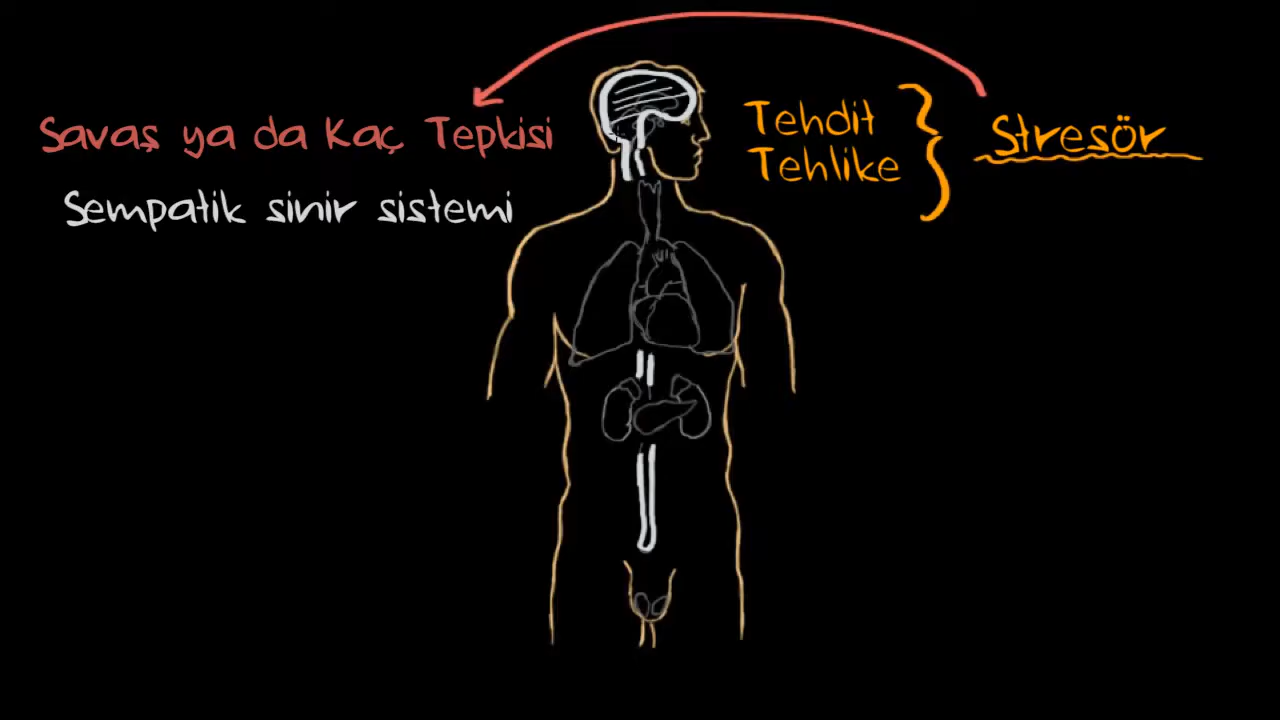 Savaş ya da Kaç Tepkisi
Sempatik sinir sistemi
Tehdit
Tehlike
Stresör